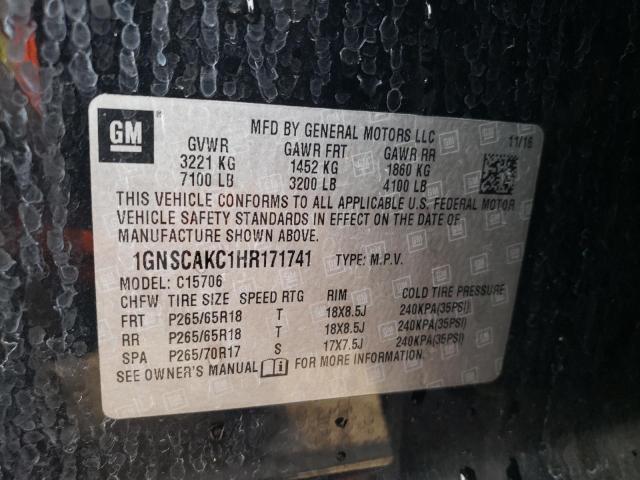 GM
MFD BY GENERAL MOTORS LLC
11/16
GVWR GAWR FRT GAWR RR
3221 KG 1452 KG 1860 KG
7100 LB 3200 LB 4100 LB
THIS VEHICLE CONFORMS TO ALL APPLICABLE U.S. FEDERAL MOTOR
VEHICLE SAFETY STANDARDS IN EFFECT ON THE DATE OF
MANUFACTURE SHOWN ABOVE.
1GNSCAKC1HR171741 TYPE: M.P.V.
MODEL: C15706
CHFW TIRE SIZE SPEED RTG RIM COLD TIRE PRESSURE
FRT P265/65R18 T 18X8.5J 240KPA(35PSI)
RR P265/65R18 T 18X8.5J 240KPA(35PSI)
SPA P265/70R17 S 17X7.5J 240KPA(35PSI)
SEE OWNER'S MANUAL FOR MORE INFORMATION.